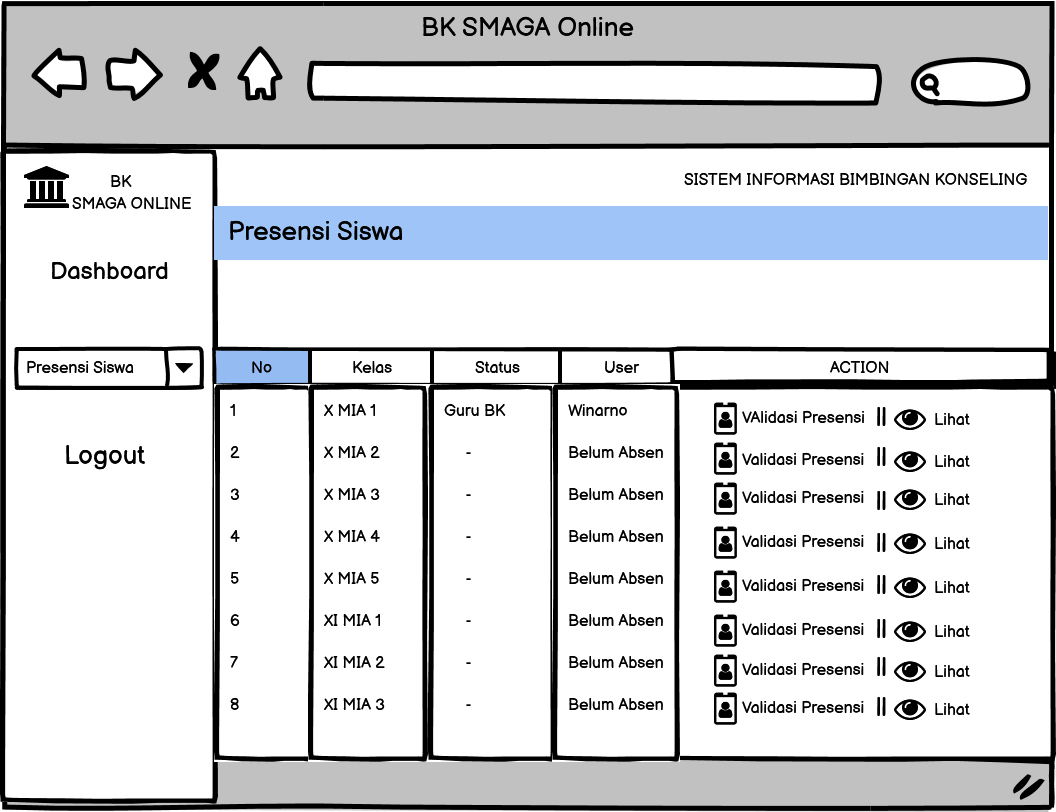 BK SMAGA Online
BK
SMAGA ONLINE
SISTEM INFORMASI BIMBINGAN KONSELING
Presensi Siswa
Dashboard
Presensi Siswa
Logout
No Kelas Status User ACTION
1 X MIA 1 Guru BK Winarno VAlidasi Presensi || Lihat
2 X MIA 2 - Belum Absen Validasi Presensi || Lihat
3 X MIA 3 - Belum Absen Validasi Presensi || Lihat
4 X MIA 4 - Belum Absen Validasi Presensi || Lihat
5 X MIA 5 - Belum Absen Validasi Presensi || Lihat
6 XI MIA 1 - Belum Absen Validasi Presensi || Lihat
7 XI MIA 2 - Belum Absen Validasi Presensi || Lihat
8 XI MIA 3 - Belum Absen Validasi Presensi || Lihat